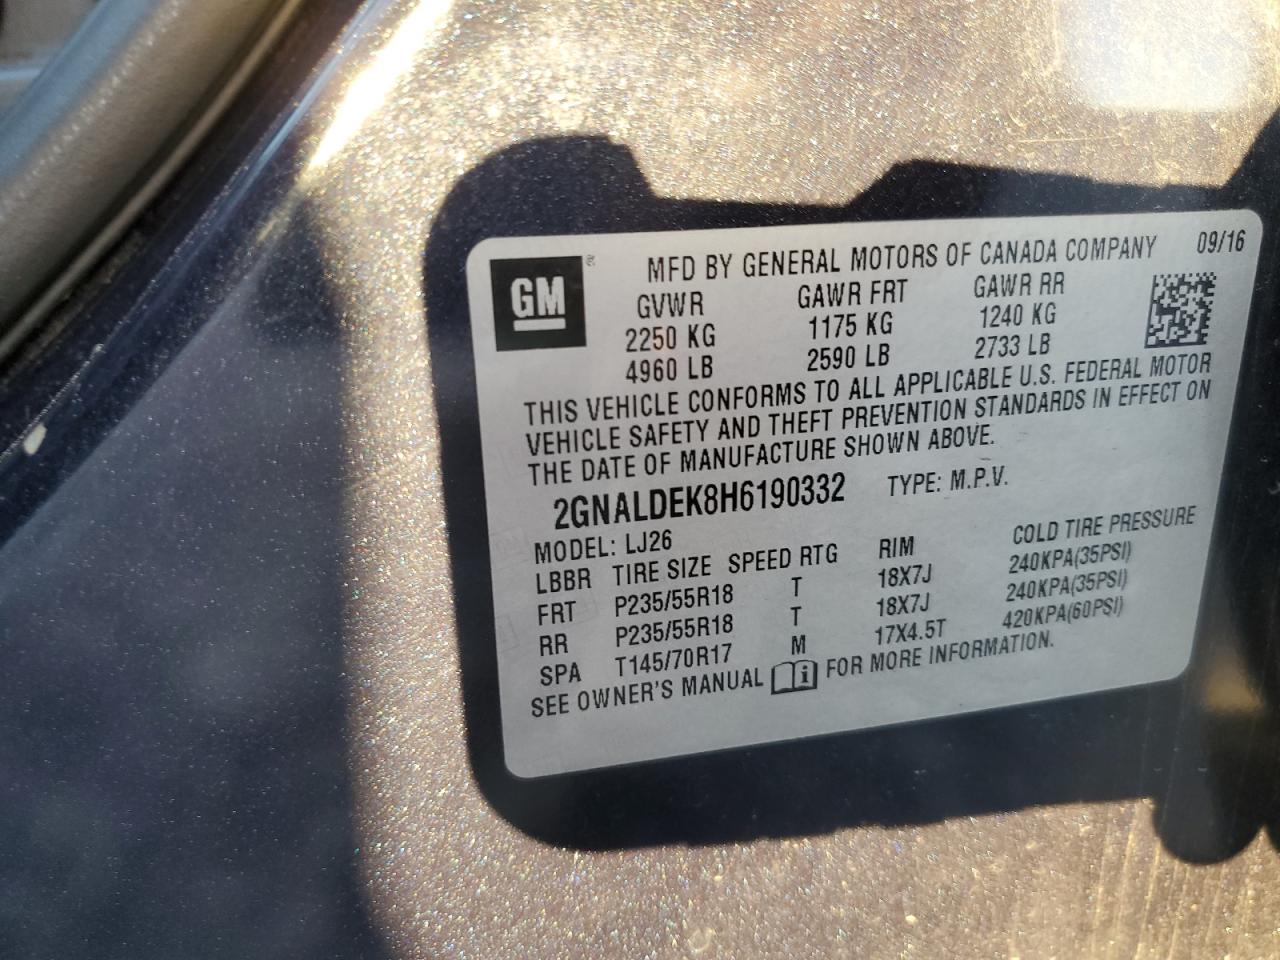 GM ®
MFD BY GENERAL MOTORS OF CANADA COMPANY 09/16
GVWR GAWR FRT GAWR RR
2250 KG 1175 KG 1240 KG
4960 LB 2590 LB 2733 LB
THIS VEHICLE CONFORMS TO ALL APPLICABLE U.S. FEDERAL MOTOR
VEHICLE SAFETY AND THEFT PREVENTION STANDARDS IN EFFECT ON
THE DATE OF MANUFACTURE SHOWN ABOVE.
2GNALDEK8H6190332 TYPE: M.P.V.
MODEL: LJ26
LBBR TIRE SIZE SPEED RTG RIM COLD TIRE PRESSURE
FRT P235/55R18 T 18X7J 240KPA(35PSI)
RR P235/55R18 T 18X7J 240KPA(35PSI)
SPA T145/70R17 M 17X4.5T 420KPA(60PSI)
SEE OWNER'S MANUAL i FOR MORE INFORMATION.